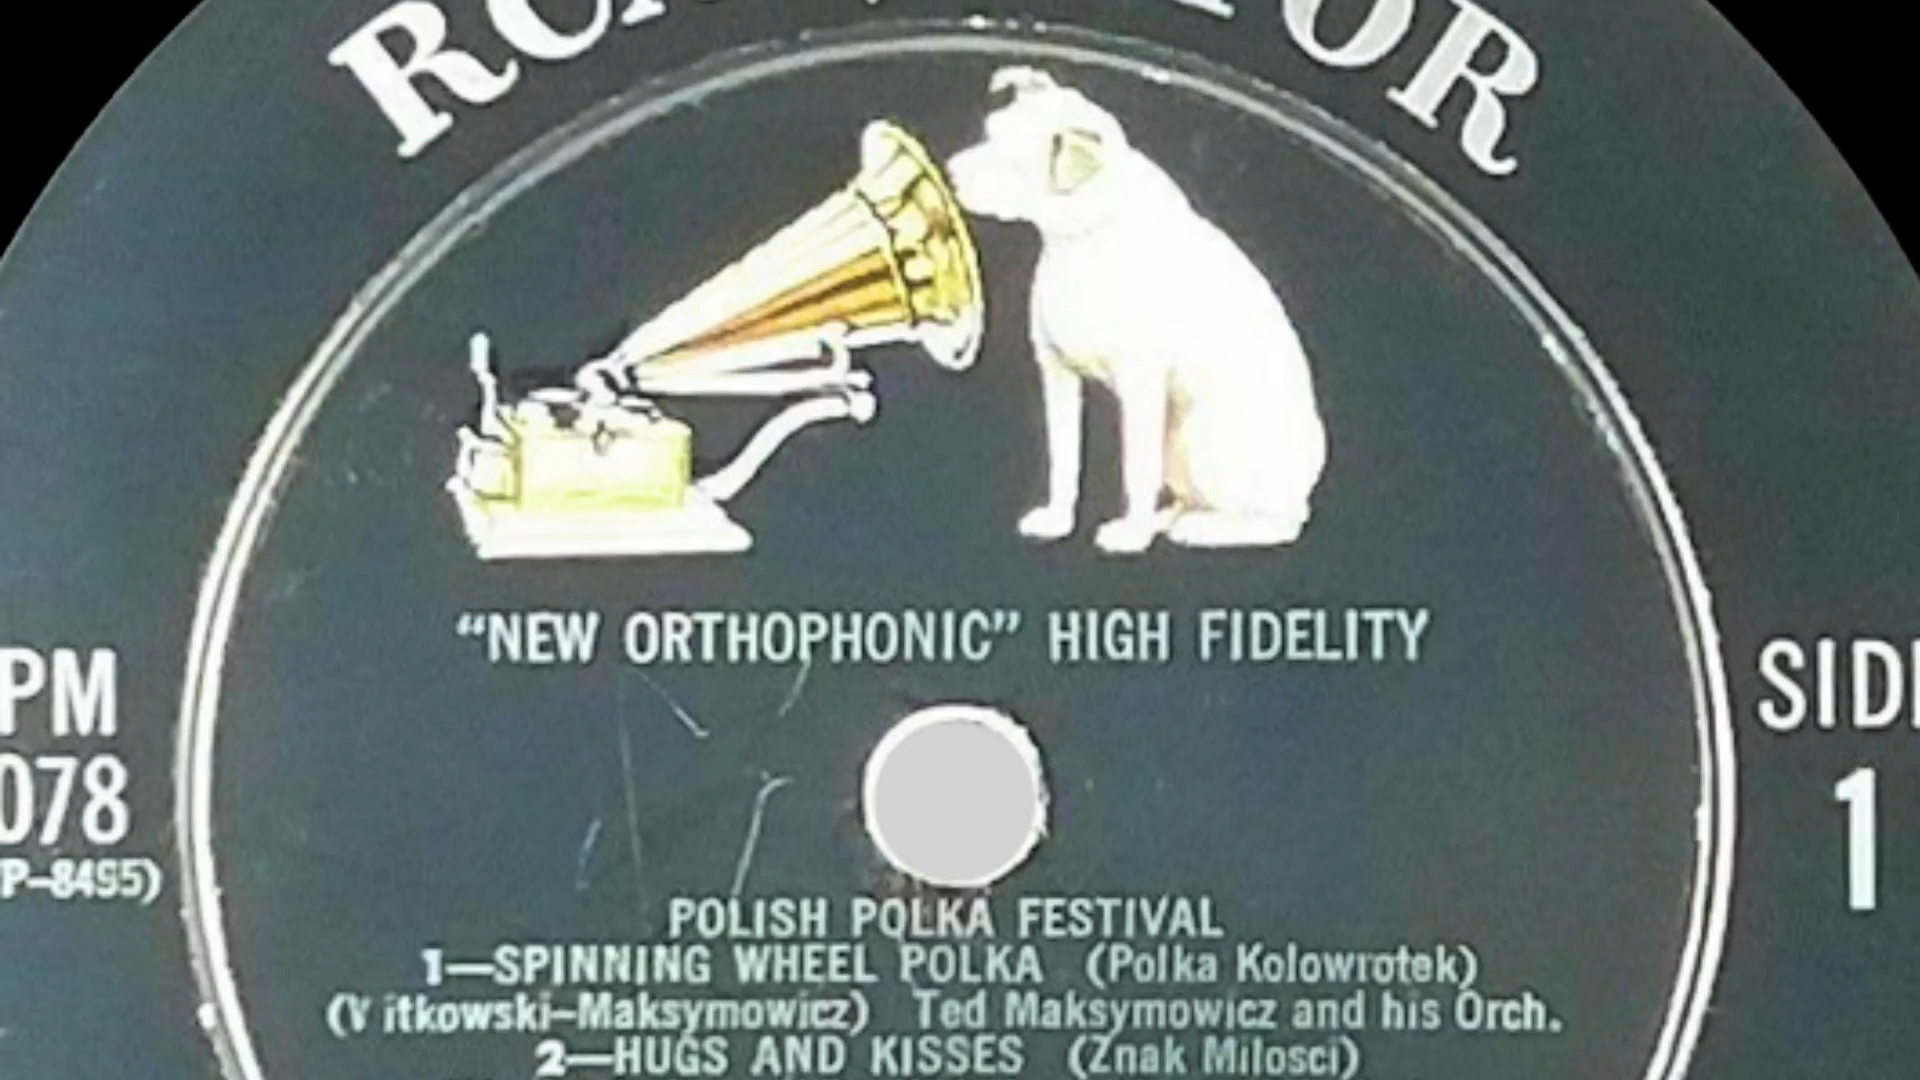 “NEW ORTHOPHONIC” HIGH FIDELITY
PM
078
P–8495)
1
POLISH POLKA FESTIVAL
1—SPINNING WHEEL POLKA (Polka Kolowrotek)
(Witkowski–Maksymowicz) Ted Maksymowicz and his Orch.
2—HUGS AND KISSES (Znak Milosci)